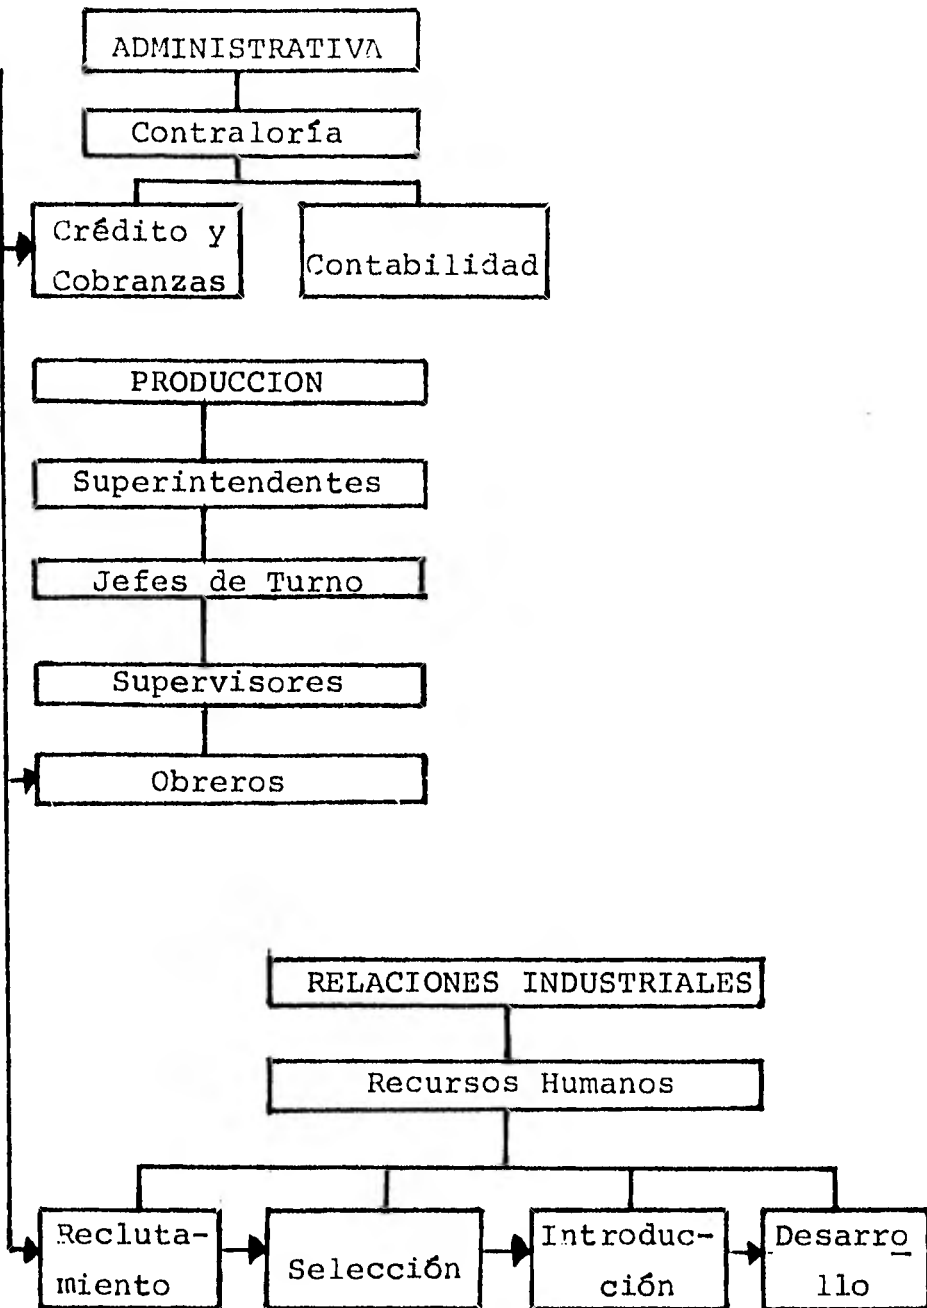 ADMINISTRATIVA
Contraloría
Crédito y
Cobranzas
Contabilidad
PRODUCCION
Superintendentes
Jefes de Turno
Supervisores
Obreros
RELACIONES INDUSTRIALES
Recursos Humanos
Recluta-
miento
Selección
Introduc-
ción
Desarro
llo